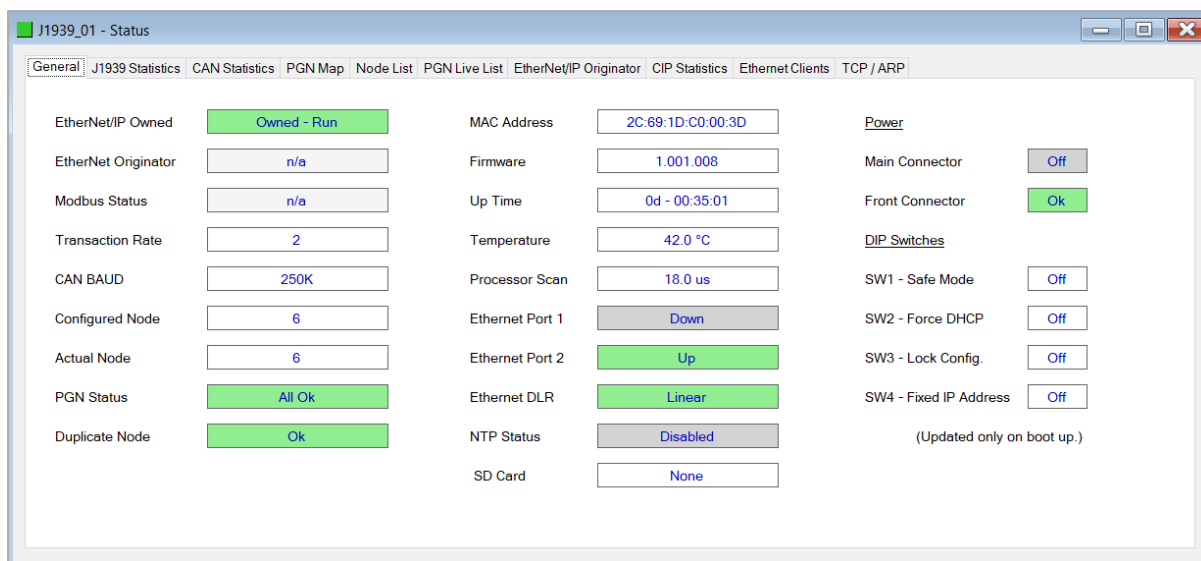 J1939_01 - Status
General J1939 Statistics CAN Statistics PGN Map Node List PGN Live List EtherNet/IP Originator CIP Statistics Ethernet Clients TCP / ARP
EtherNet/IP Owned Owned - Run
EtherNet Originator n/a
Modbus Status n/a
Transaction Rate 2
CAN BAUD 250K
Configured Node 6
Actual Node 6
PGN Status All Ok
Duplicate Node Ok
MAC Address 2C:69:1D:C0:00:3D
Firmware 1.001.008
Up Time 0d - 00:35:01
Temperature 42.0 °C
Processor Scan 18.0 us
Ethernet Port 1 Down
Ethernet Port 2 Up
Ethernet DLR Linear
NTP Status Disabled
SD Card None
Power
Main Connector Off
Front Connector Ok
DIP Switches
SW1 - Safe Mode Off
SW2 - Force DHCP Off
SW3 - Lock Config. Off
SW4 - Fixed IP Address Off
(Updated only on boot up.)